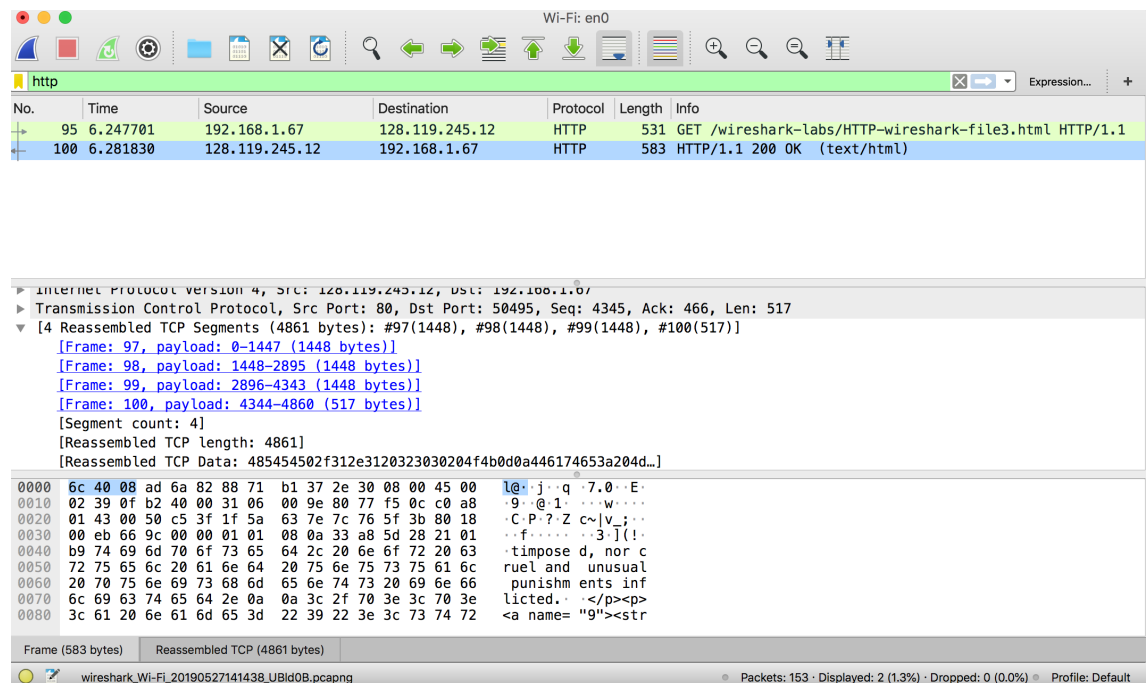 Wi-Fi: en0
http Expression... +
No. Time Source Destination Protocol Length Info
95 6.247701 192.168.1.67 128.119.245.12 HTTP 531 GET /wireshark-labs/HTTP-wireshark-file3.html HTTP/1.1
100 6.281830 128.119.245.12 192.168.1.67 HTTP 583 HTTP/1.1 200 OK (text/html)
Internet Protocol Version 4, Src: 128.119.245.12, Dst: 192.168.1.67
Transmission Control Protocol, Src Port: 80, Dst Port: 50495, Seq: 4345, Ack: 466, Len: 517
[4 Reassembled TCP Segments (4861 bytes): #97(1448), #98(1448), #99(1448), #100(517)]
[Frame: 97, payload: 0-1447 (1448 bytes)]
[Frame: 98, payload: 1448-2895 (1448 bytes)]
[Frame: 99, payload: 2896-4343 (1448 bytes)]
[Frame: 100, payload: 4344-4860 (517 bytes)]
[Segment count: 4]
[Reassembled TCP length: 4861]
[Reassembled TCP Data: 485454502f312e3120323030204f4b0d0a446174653a204d…]
0000 6c 40 08 ad 6a 82 88 71 b1 37 2e 30 08 00 45 00 l@··j··q ·7.0··E·
0010 02 39 0f b2 40 00 31 06 00 9e 80 77 f5 0c c0 a8 ·9··@·1· ···w····
0020 01 43 00 50 c5 3f 1f 5a 63 7e 7c 76 5f 3b 80 18 ·C·P·?·Z c~|v_;··
0030 00 eb 66 9c 00 00 01 01 08 0a 33 a8 5d 28 21 01 ··f····· ··3·](!·
0040 b9 74 69 6d 70 6f 73 65 64 2c 20 6e 6f 72 20 63 ·timpose d, nor c
0050 72 75 65 6c 20 61 6e 64 20 75 6e 75 73 75 61 6c ruel and unusual
0060 20 70 75 6e 69 73 68 6d 65 6e 74 73 20 69 6e 66 punishm ents inf
0070 6c 69 63 74 65 64 2e 0a 0a 3c 2f 70 3e 3c 70 3e licted.· ·</p><p>
0080 3c 61 20 6e 61 6d 65 3d 22 39 22 3e 3c 73 74 72 <a name= "9"><str
Frame (583 bytes) Reassembled TCP (4861 bytes)
wireshark_Wi-Fi_20190527141438_UBld0B.pcapng Packets: 153 · Displayed: 2 (1.3%) · Dropped: 0 (0.0%) Profile: Default